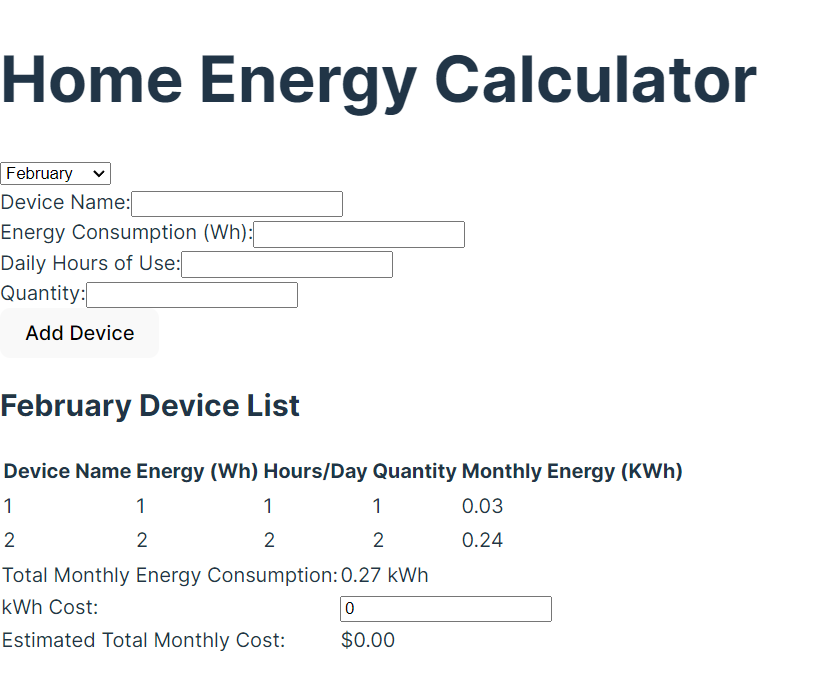 Home Energy Calculator
February
Device Name:
Energy Consumption (Wh):
Daily Hours of Use:
Quantity:
Add Device
February Device List
Device Name Energy (Wh) Hours/Day Quantity Monthly Energy (KWh)
1 1 1 1 0.03
2 2 2 2 0.24
Total Monthly Energy Consumption: 0.27 kWh
kWh Cost: 0
Estimated Total Monthly Cost: $0.00